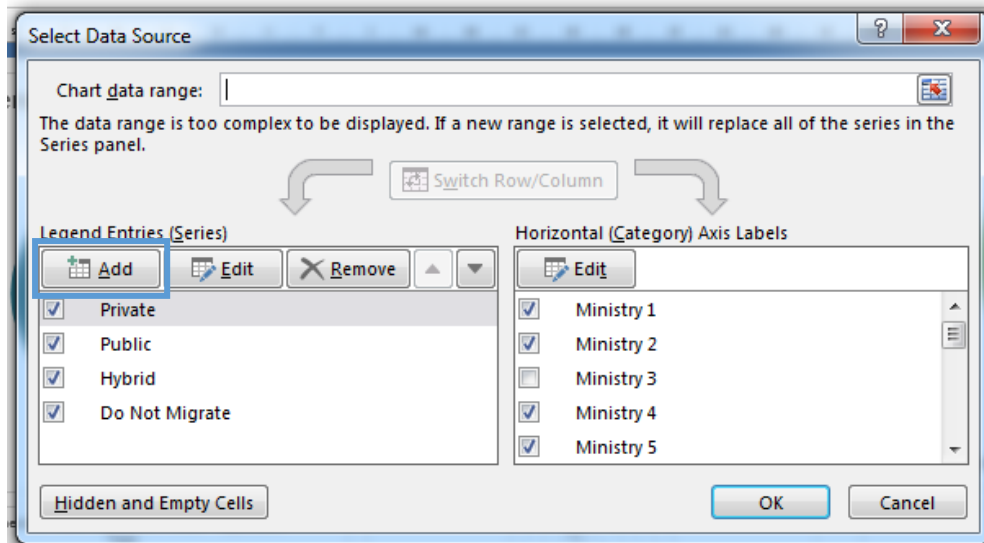 Select Data Source
?
X
Chart data range:
The data range is too complex to be displayed. If a new range is selected, it will replace all of the series in the
Series panel.
Switch Row/Column
Legend Entries (Series)
Horizontal (Category) Axis Labels
Add
Edit
Remove
Edit
Private
Public
Hybrid
Do Not Migrate
Ministry 1
Ministry 2
Ministry 3
Ministry 4
Ministry 5
Hidden and Empty Cells
OK
Cancel